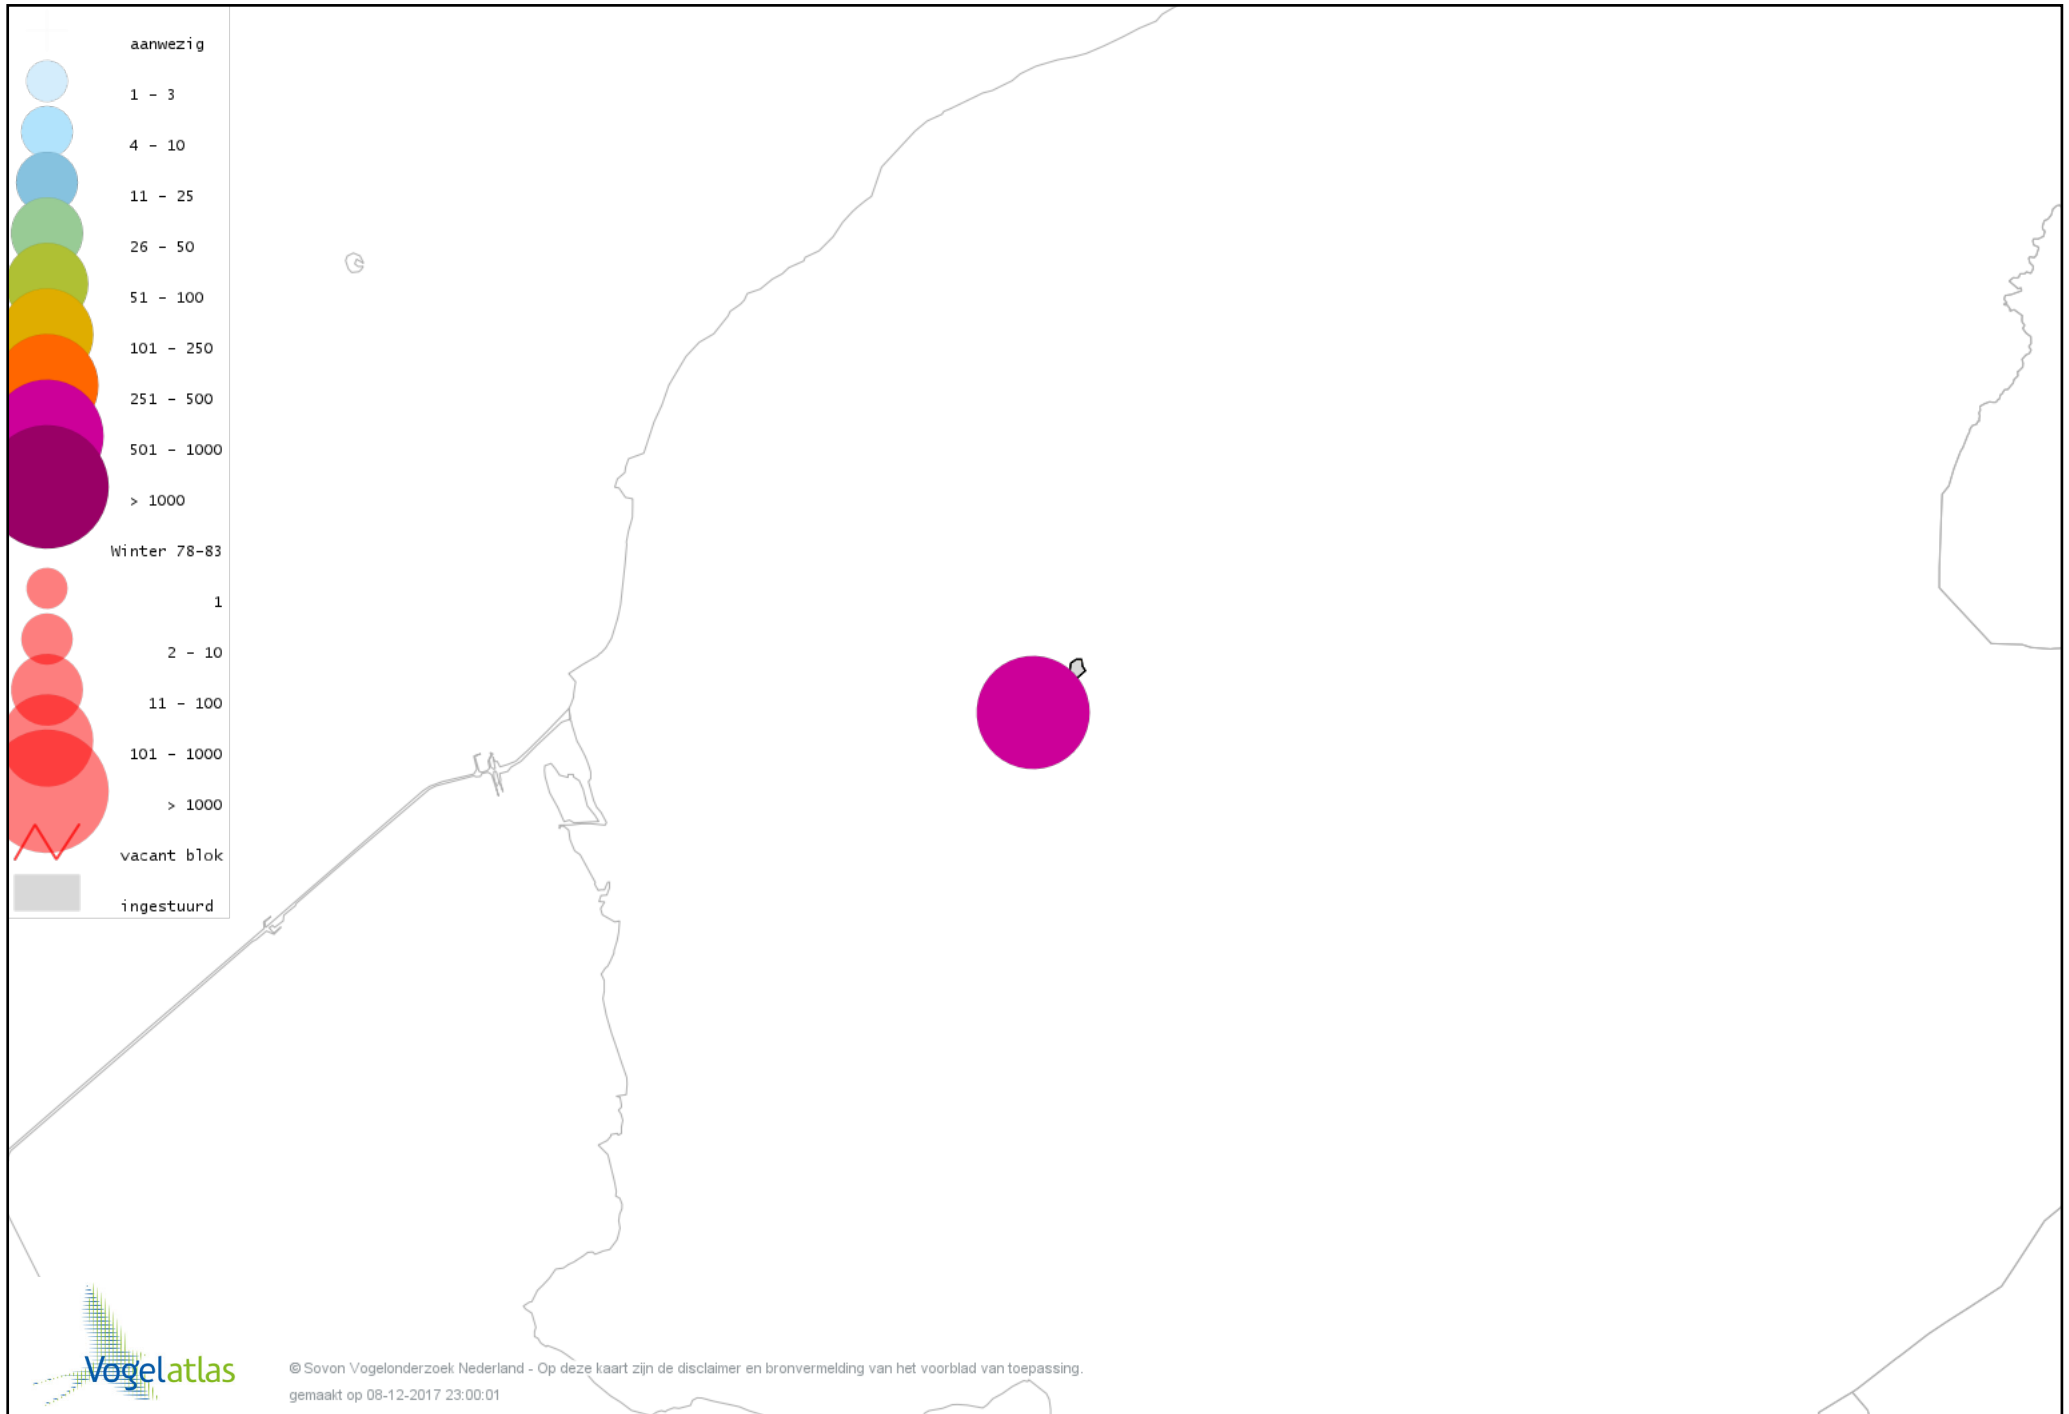 aanwezig
1 - 3
4 - 10
11 - 25
26 - 50
51 - 100
101 - 250
251 - 500
501 - 1000
> 1000
Winter 78-83
1
2 - 10
11 - 100
101 - 1000
> 1000
vacant blok
ingestuurd
Vogelatlas
© Sovon Vogelonderzoek Nederland - Op deze kaart zijn de disclaimer en bronvermelding van het voorblad van toepassing.
gemaakt op 08-12-2017 23:00:01